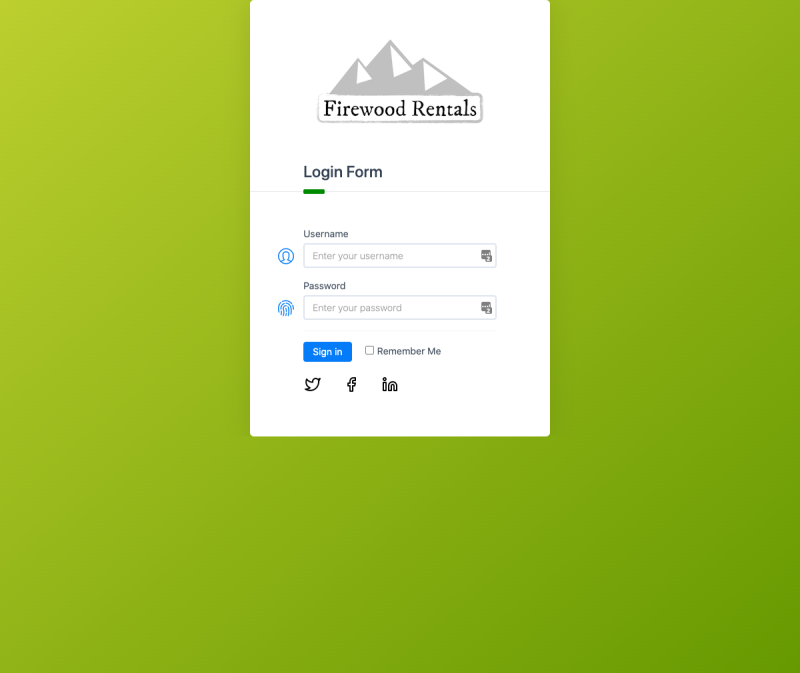 Firewood Rentals
Login Form
Username
Enter your username
Password
Enter your password
Sign in Remember Me